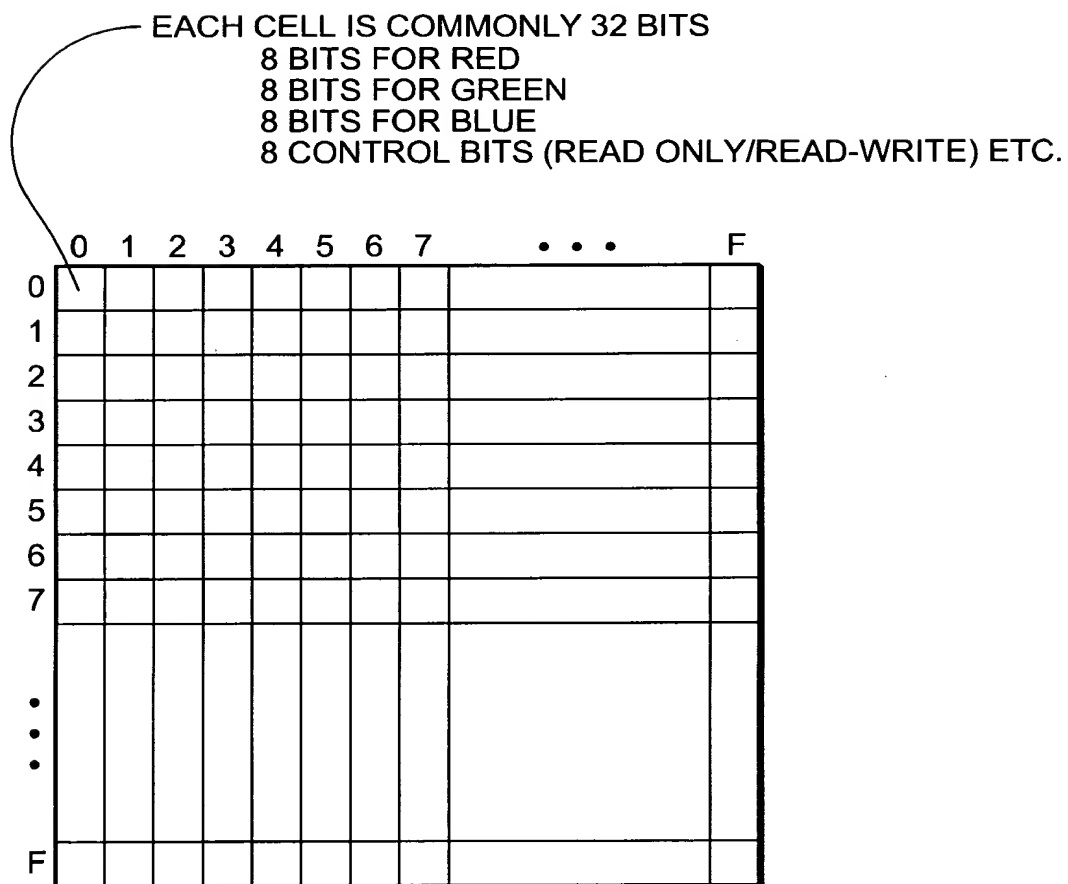 EACH CELL IS COMMONLY 32 BITS
8 BITS FOR RED
8 BITS FOR GREEN
8 BITS FOR BLUE
8 CONTROL BITS (READ ONLY/READ-WRITE) ETC.
0 1 2 3 4 5 6 7 • • • F
0
1
2
3
4
5
6
7
•
•
•
F